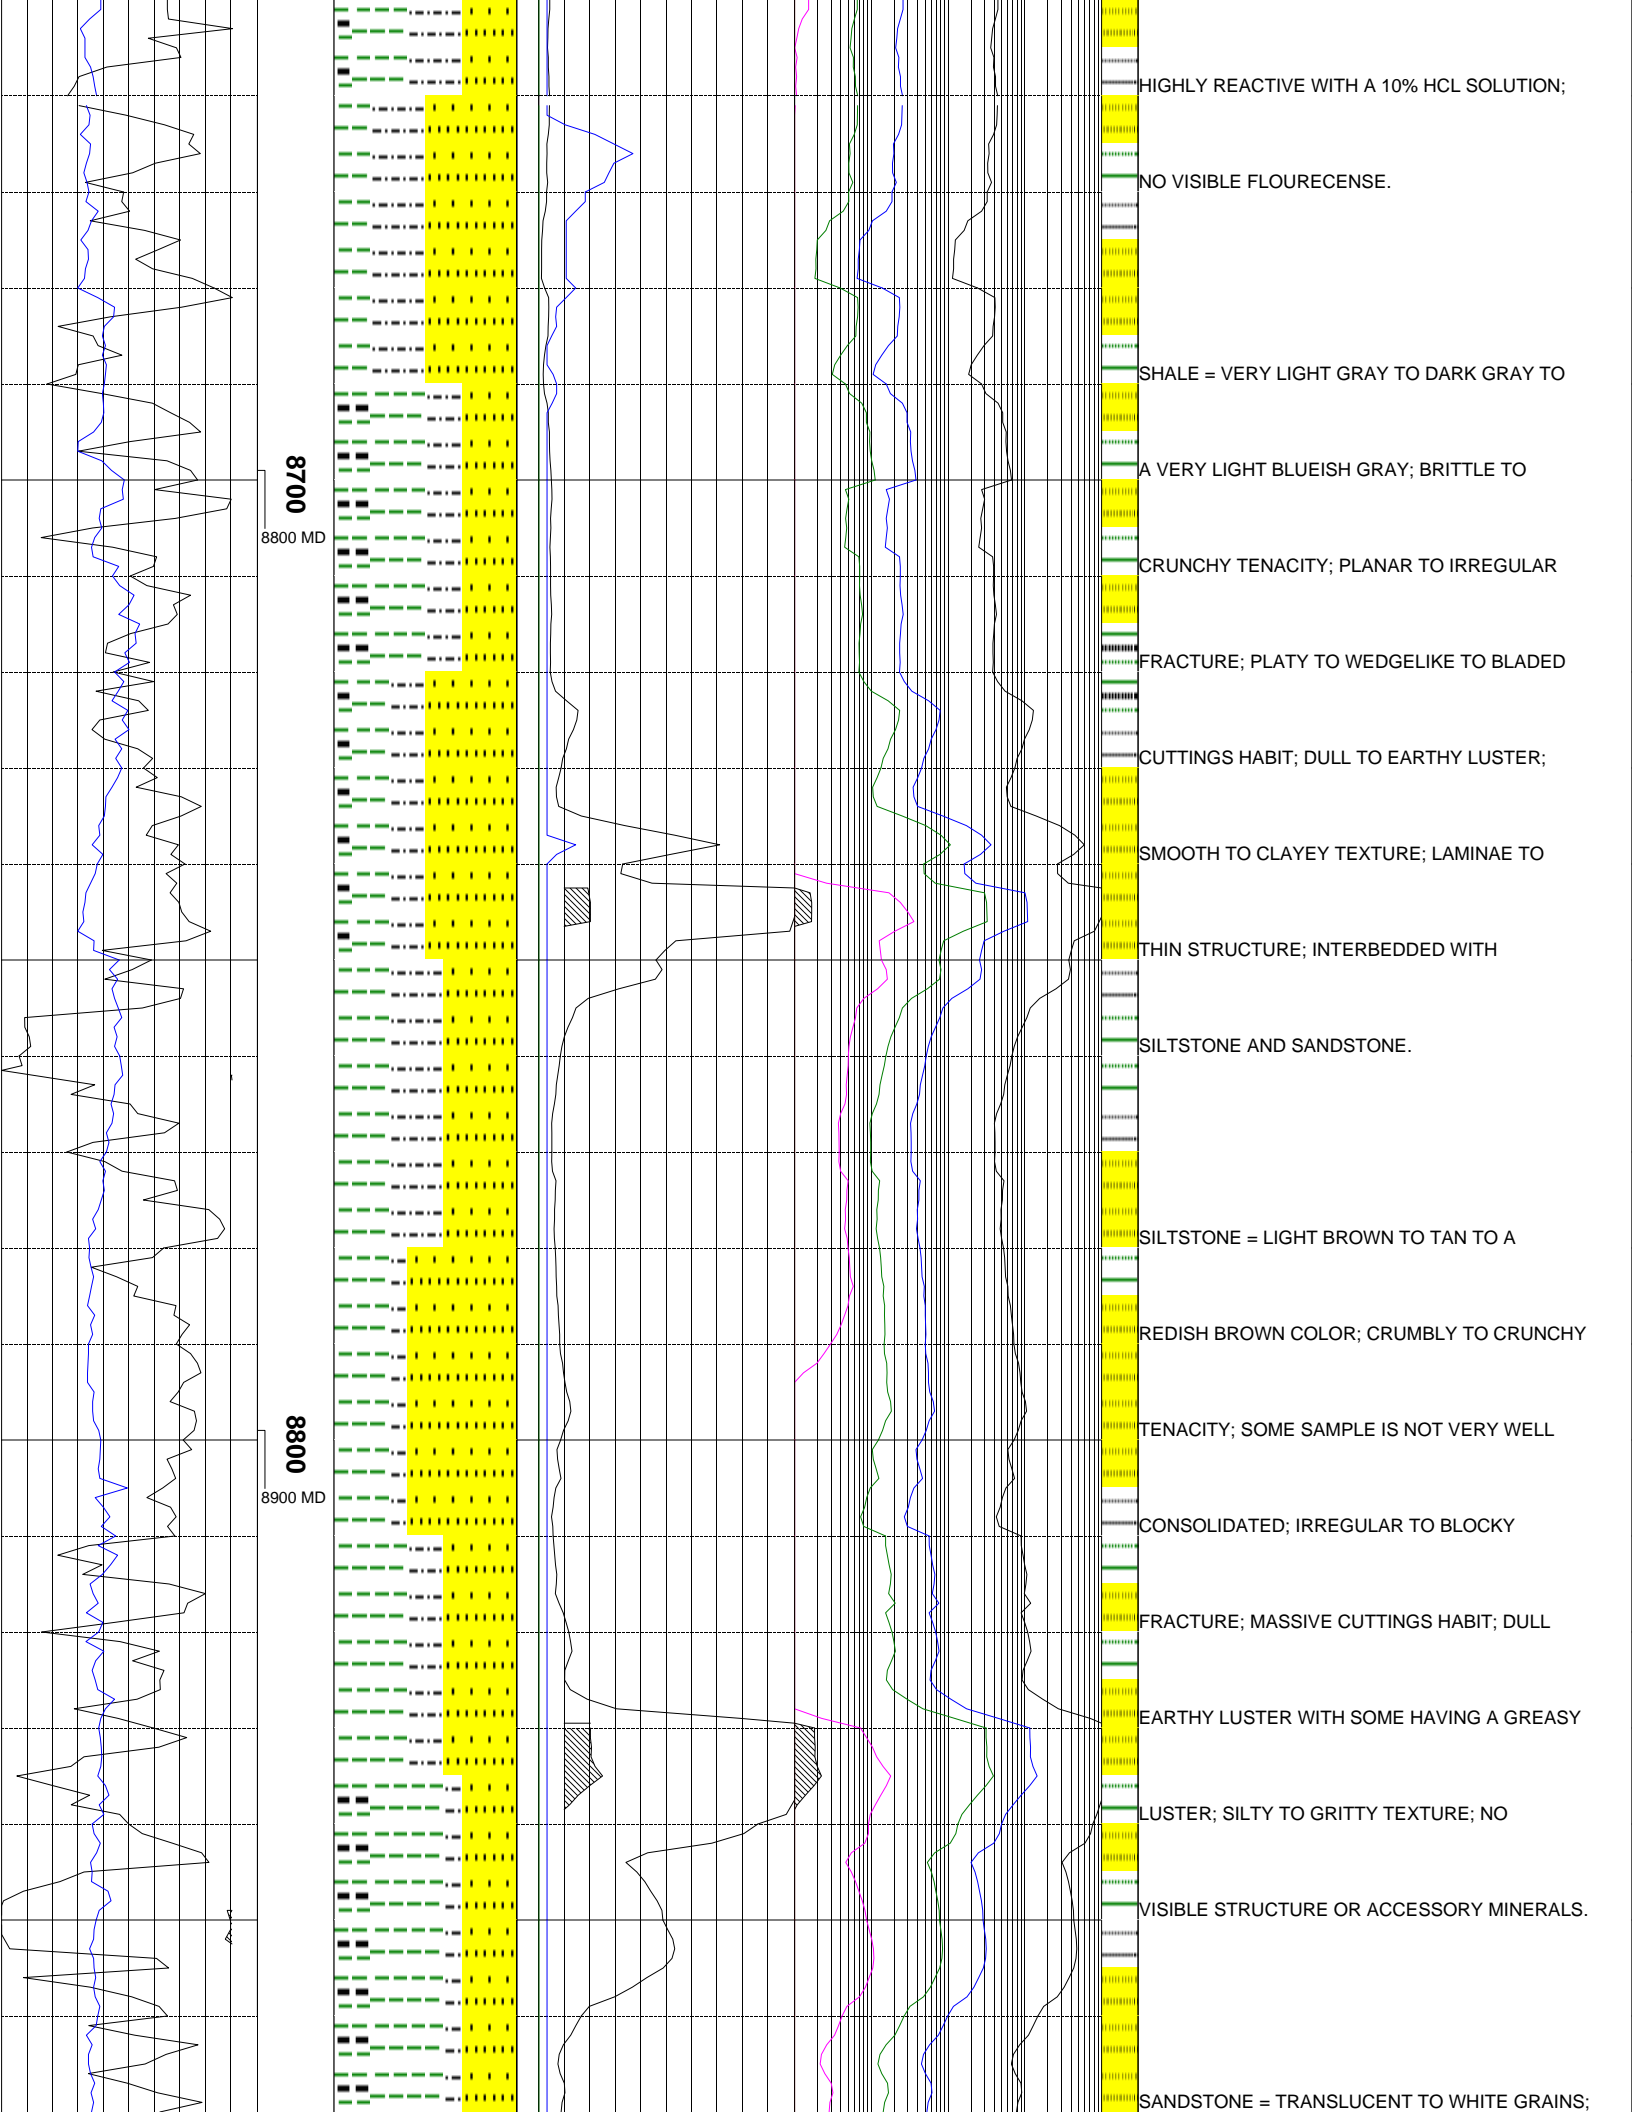 HIGHLY REACTIVE WITH A 10% HCL SOLUTION;
NO VISIBLE FLOURECENSE.
SHALE = VERY LIGHT GRAY TO DARK GRAY TO
8700
A VERY LIGHT BLUEISH GRAY; BRITTLE TO
8800 MD
CRUNCHY TENACITY; PLANAR TO IRREGULAR
FRACTURE; PLATY TO WEDGELIKE TO BLADED
CUTTINGS HABIT; DULL TO EARTHY LUSTER;
SMOOTH TO CLAYEY TEXTURE; LAMINAE TO
THIN STRUCTURE; INTERBEDDED WITH
SILTSTONE AND SANDSTONE.
SILTSTONE = LIGHT BROWN TO TAN TO A
REDISH BROWN COLOR; CRUMBLY TO CRUNCHY
8800
TENACITY; SOME SAMPLE IS NOT VERY WELL
8900 MD
CONSOLIDATED; IRREGULAR TO BLOCKY
FRACTURE; MASSIVE CUTTINGS HABIT; DULL
EARTHY LUSTER WITH SOME HAVING A GREASY
LUSTER; SILTY TO GRITTY TEXTURE; NO
VISIBLE STRUCTURE OR ACCESSORY MINERALS.
SANDSTONE = TRANSLUCENT TO WHITE GRAINS;